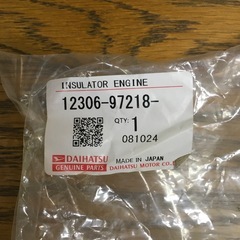 INSULATOR ENGINE
12306-97218-
QTY:
1
081024
DAIHATSU
GENUINE PARTS
MADE IN JAPAN
DAIHATSU MOTOR CO.,